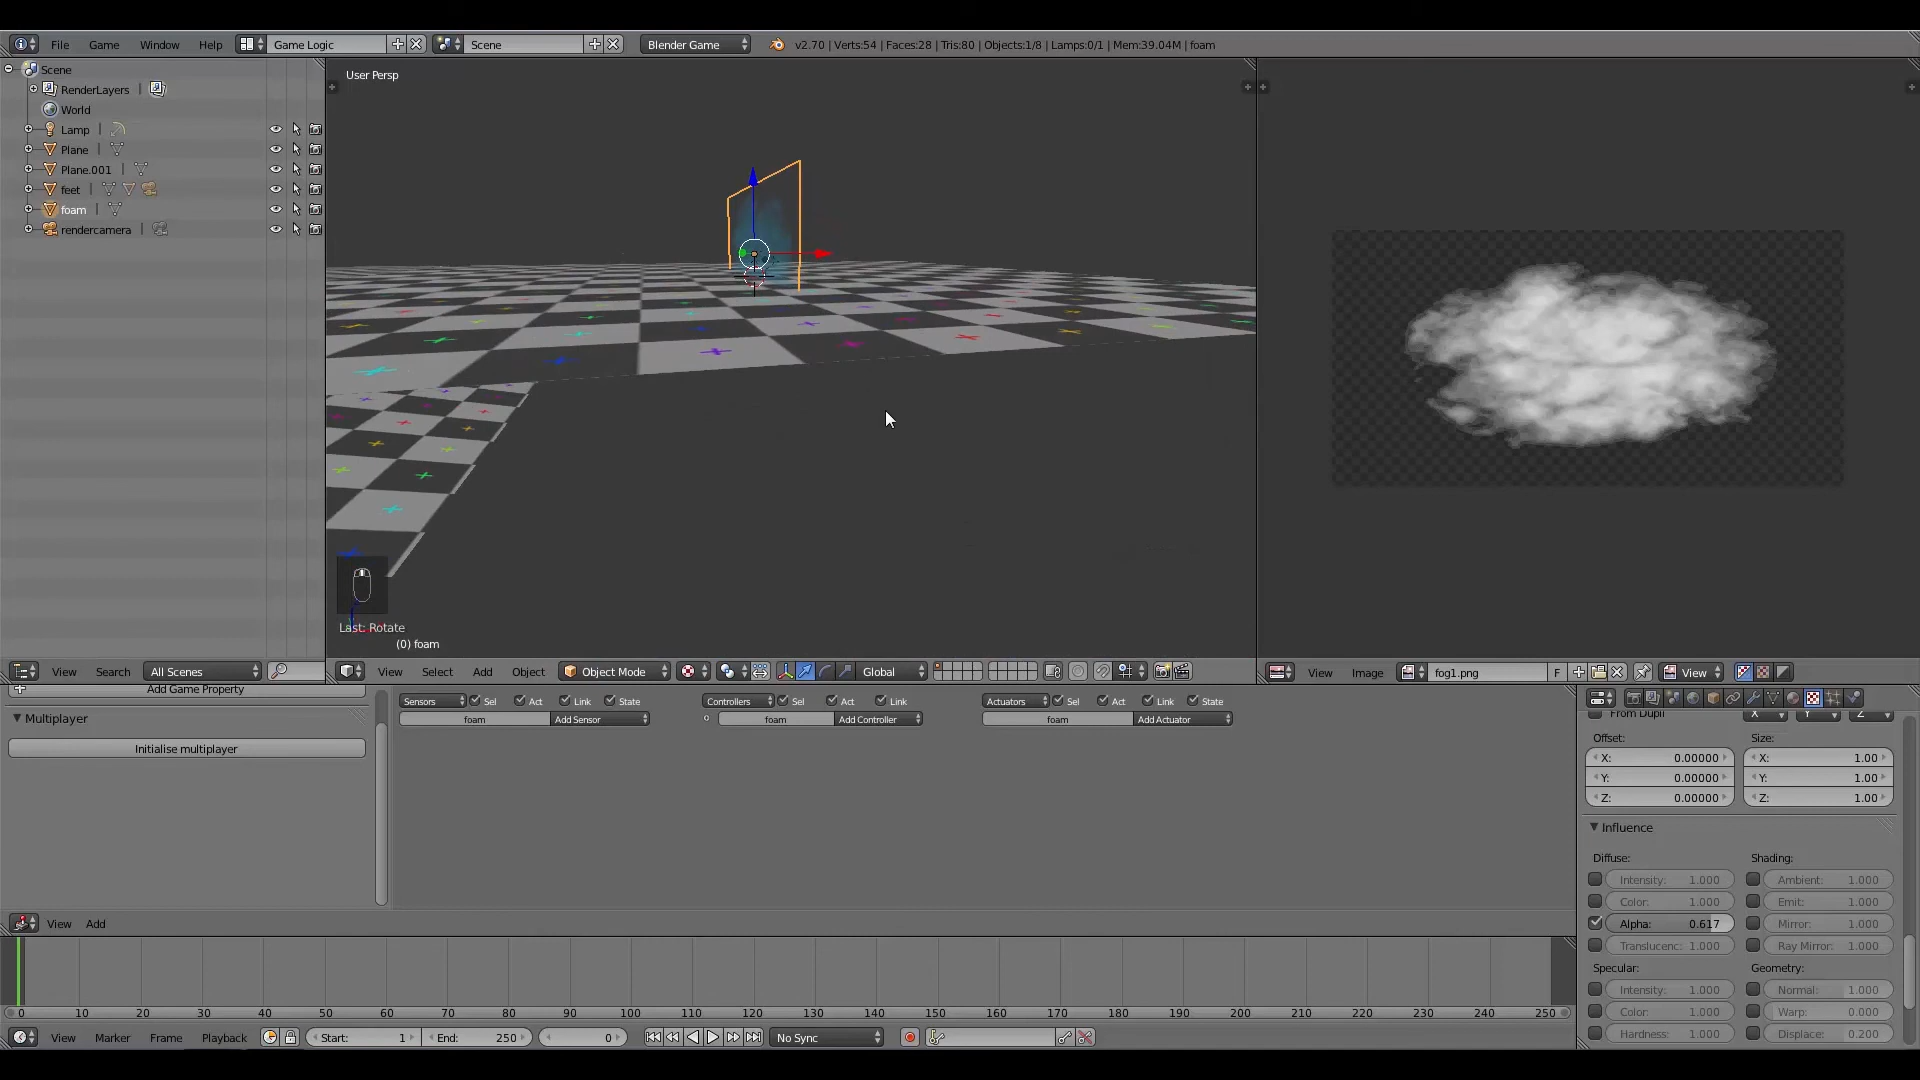 File Game Window Help Game Logic Scene Blender Game v2.70 | Verts:54 | Faces:28 | Tris:80 | Objects:1/8 | Lamps:0/1 | Mem:39.04M | foam
Scene
RenderLayers |
World
Lamp |
Plane |
Plane.001 |
feet |
foam |
rendercamera |
User Persp
Last: Rotate
(0) foam
View Search All Scenes
View Select Add Object Object Mode Global
View Image fog1.png F View
Add Game Property
Multiplayer
Initialise multiplayer
Sensors Sel Act Link State
foam Add Sensor
Controllers Sel Act Link
foam Add Controller
Actuators Sel Act Link State
foam Add Actuator
From Dupli X Y Z
Offset: Size:
X: 0.00000 X: 1.00
Y: 0.00000 Y: 1.00
Z: 0.00000 Z: 1.00
Influence
Diffuse: Shading:
Intensity: 1.000 Ambient: 1.000
Color: 1.000 Emit: 1.000
Alpha: 0.617 Mirror: 1.000
Translucenc: 1.000 Ray Mirror: 1.000
Specular: Geometry:
Intensity: 1.000 Normal: 1.000
Color: 1.000 Warp: 0.000
Hardness: 1.000 Displace: 0.200
View Add
0 10 20 30 40 50 60 70 80 90 100 110 120 130 140 150 160 170 180 190 200 210 220 230 240 250
View Marker Frame Playback Start: 1 End: 250 0 No Sync